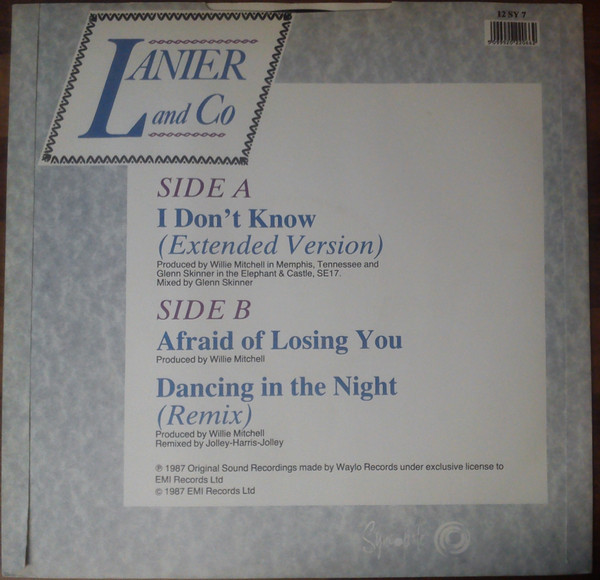 12 SY 7
LANIER
and Co
SIDE A
I Don't Know
(Extended Version)
Produced by Willie Mitchell in Memphis, Tennessee and
Glenn Skinner in the Elephant & Castle, SE17.
Mixed by Glenn Skinner
SIDE B
Afraid of Losing You
Produced by Willie Mitchell
Dancing in the Night
(Remix)
Produced by Willie Mitchell
Remixed by Jolley-Harris-Jolley
℗ 1987 Original Sound Recordings made by Waylo Records under exclusive license to
EMI Records Ltd
© 1987 EMI Records Ltd